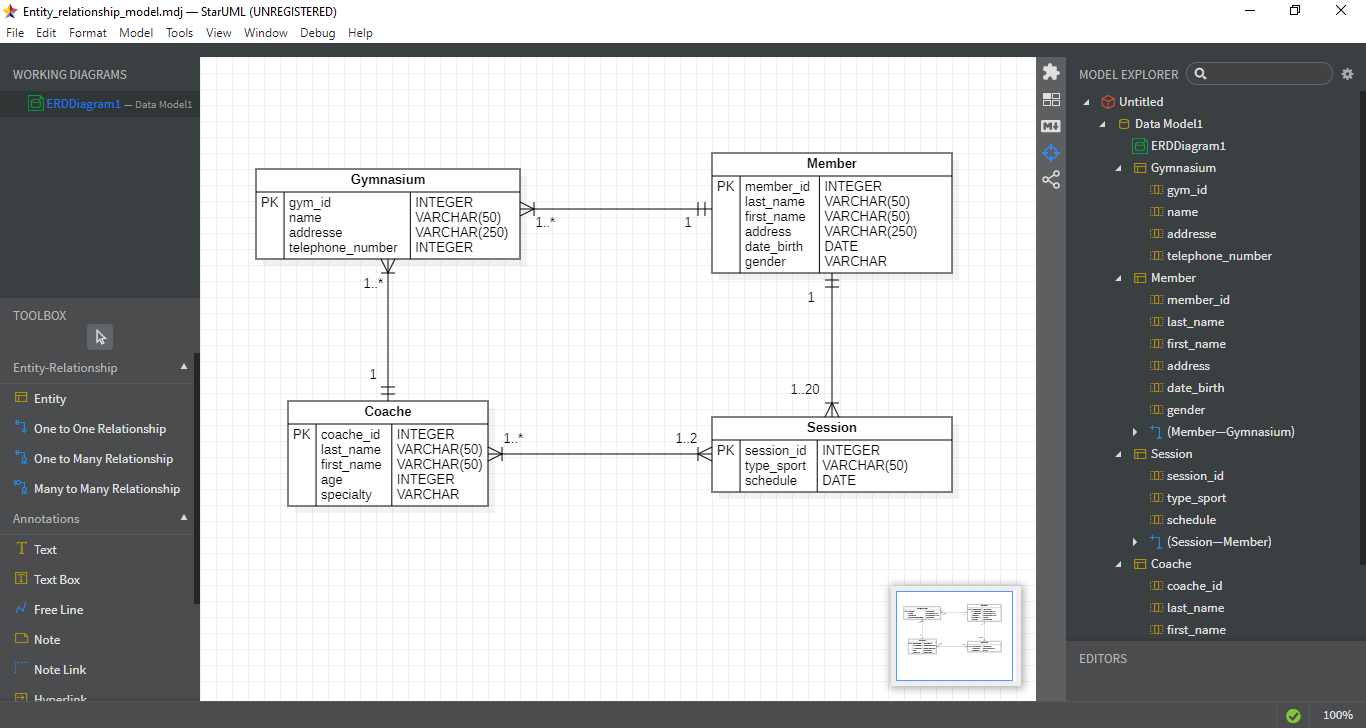 Entity_relationship_model.mdj — StarUML (UNREGISTERED)
File Edit Format Model Tools View Window Debug Help
WORKING DIAGRAMS
ERDDiagram1 — Data Model1
TOOLBOX
Entity-Relationship
Entity
One to One Relationship
One to Many Relationship
Many to Many Relationship
Annotations
Text
Text Box
Free Line
Note
Note Link
Hyperlink
Gymnasium
PK gym_id INTEGER
name VARCHAR(50)
addresse VARCHAR(250)
telephone_number INTEGER
1..*
1
Member
PK member_id INTEGER
last_name VARCHAR(50)
first_name VARCHAR(50)
address VARCHAR(250)
date_birth DATE
gender VARCHAR
1..*
1
1
1..20
Coache
PK coache_id INTEGER
last_name VARCHAR(50)
first_name VARCHAR(50)
age INTEGER
specialty VARCHAR
1..*
1..2
Session
PK session_id INTEGER
type_sport VARCHAR(50)
schedule DATE
M
MODEL EXPLORER
Untitled
Data Model1
ERDDiagram1
Gymnasium
gym_id
name
addresse
telephone_number
Member
member_id
last_name
first_name
address
date_birth
gender
(Member—Gymnasium)
Session
session_id
type_sport
schedule
(Session—Member)
Coache
coache_id
last_name
first_name
EDITORS
100%